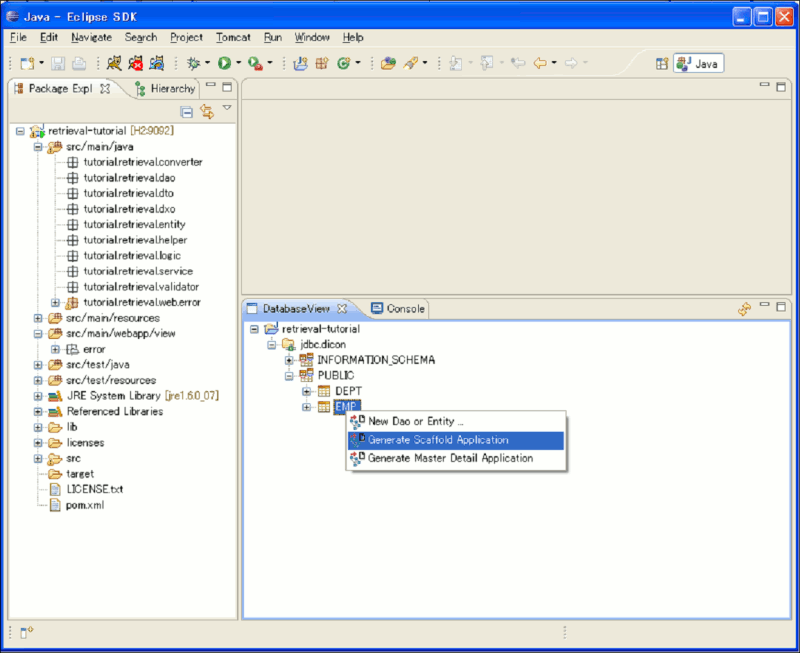 Java - Eclipse SDK
File Edit Navigate Search Project Tomcat Run Window Help
Java
Package Expl Hierarchy
retrieval-tutorial [H2:9092]
src/main/java
tutorial.retrieval.converter
tutorial.retrieval.dao
tutorial.retrieval.dto
tutorial.retrieval.dxo
tutorial.retrieval.entity
tutorial.retrieval.helper
tutorial.retrieval.logic
tutorial.retrieval.service
tutorial.retrieval.validator
tutorial.retrieval.web.error
src/main/resources
src/main/webapp/view
error
src/test/java
src/test/resources
JRE System Library [jre1.6.0_07]
Referenced Libraries
lib
licenses
src
target
LICENSE.txt
pom.xml
DatabaseView Console
retrieval-tutorial
jdbc.dicon
INFORMATION_SCHEMA
PUBLIC
DEPT
EMP
New Dao or Entity ...
Generate Scaffold Application
Generate Master Detail Application